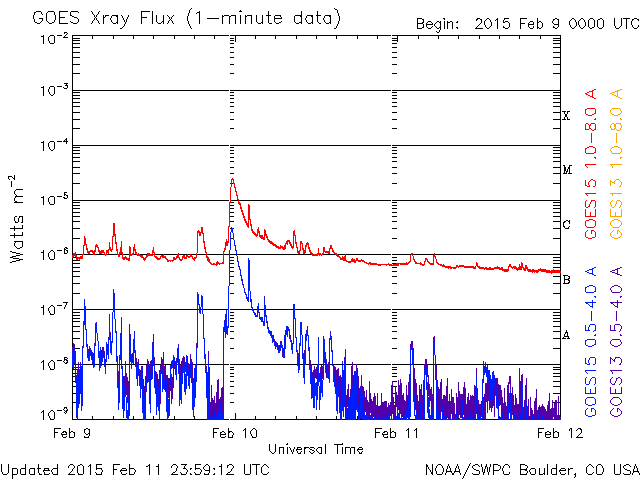 GOES Xray Flux (1-minute data)
Begin: 2015 Feb 9 0000 UTC
10-2
10-3
10-4
10-5
10-6
10-7
10-8
10-9
Watts m-2
X
M
C
B
A
GOES15 1.0-8.0 A
GOES13 1.0-8.0 A
GOES15 0.5-4.0 A
GOES13 0.5-4.0 A
Feb 9
Feb 10
Feb 11
Feb 12
Universal Time
Updated 2015 Feb 11 23:59:12 UTC
NOAA/SWPC Boulder, CO USA